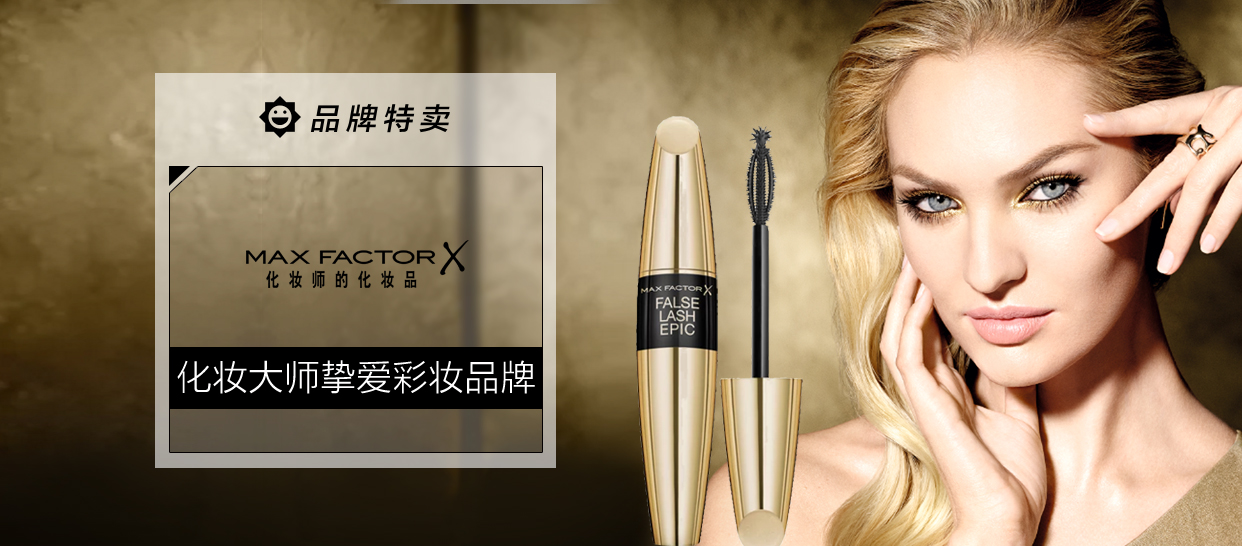 品牌特卖
MAX FACTOR X
化妆师的化妆品
化妆大师挚爱彩妆品牌
MAX FACTOR X
FALSE
LASH
EPIC